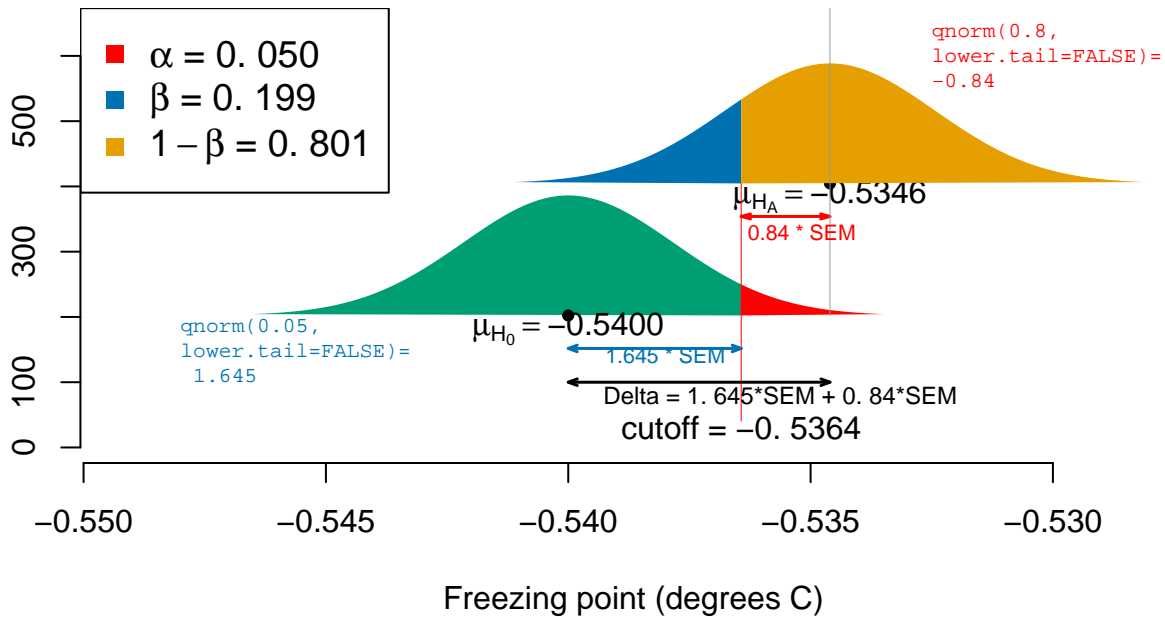 α = 0. 050
β = 0. 199
1 − β = 0. 801
qnorm(0.8,
lower.tail=FALSE)=
−0.84
μHA = −0.5346
0.84 * SEM
μH0 = −0.5400
qnorm(0.05,
lower.tail=FALSE)=
1.645
1.645 * SEM
Delta = 1. 645*SEM + 0. 84*SEM
cutoff = −0. 5364
500
300
100
0
−0.550 −0.545 −0.540 −0.535 −0.530
Freezing point (degrees C)